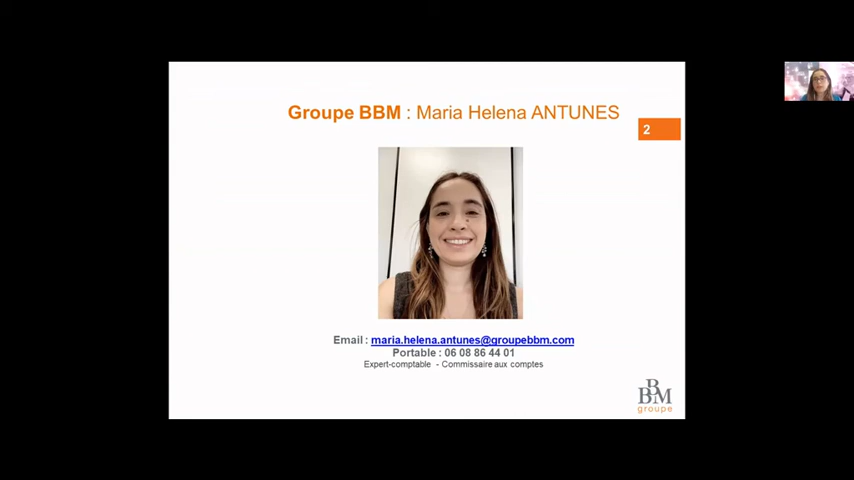 Groupe BBM : Maria Helena ANTUNES
2
Email : maria.helena.antunes@groupebbm.com
Portable : 06 08 86 44 01
Expert-comptable - Commissaire aux comptes
BBM
groupe